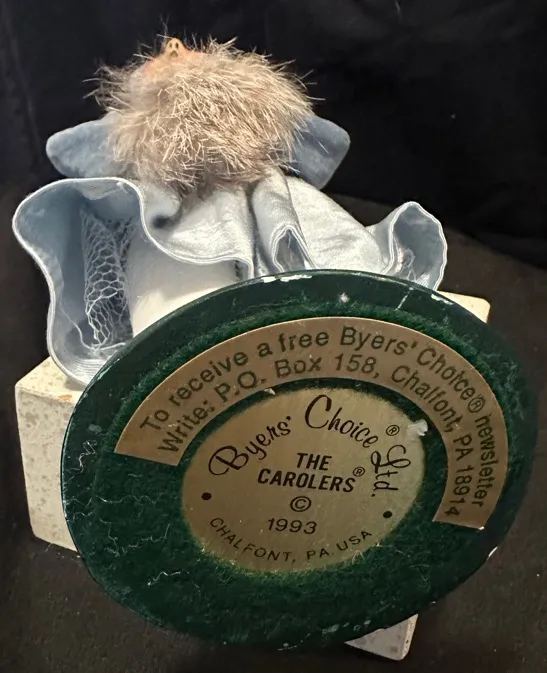 To receive a free Byers' Choice® newsletter
Write: P.O. Box 158, Chalfont, PA 18914
Byers' Choice® Ltd.
THE
CAROLERS®
©
1993
CHALFONT, PA USA